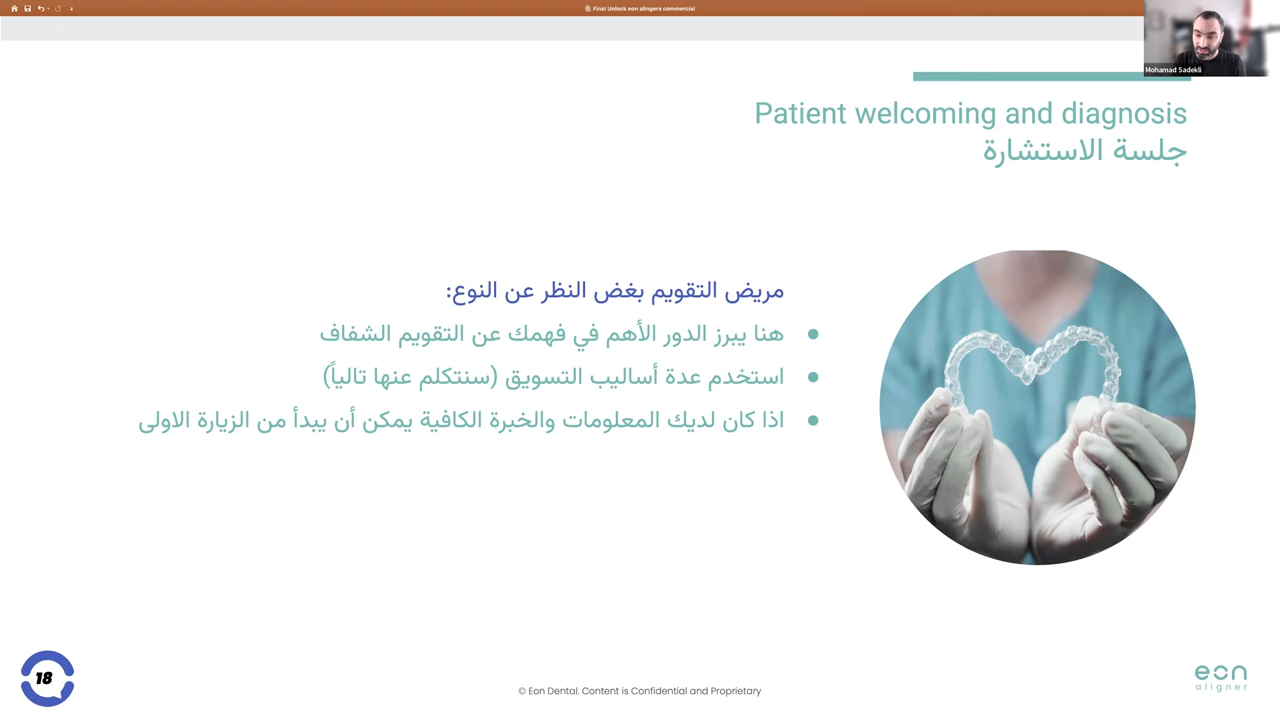 Final Unlock eon alingers commercial
Mohamad Sadekli
Patient welcoming and diagnosis
جلسة الاستشارة
مريض التقويم بغض النظر عن النوع:
● هنا يبرز الدور الأهم في فهمك عن التقويم الشفاف
● استخدم عدة أساليب التسويق (سنتكلم عنها تالياً)
● اذا كان لديك المعلومات والخبرة الكافية يمكن أن يبدأ من الزيارة الاولى
18
© Eon Dental. Content is Confidential and Proprietary
eon
aligner